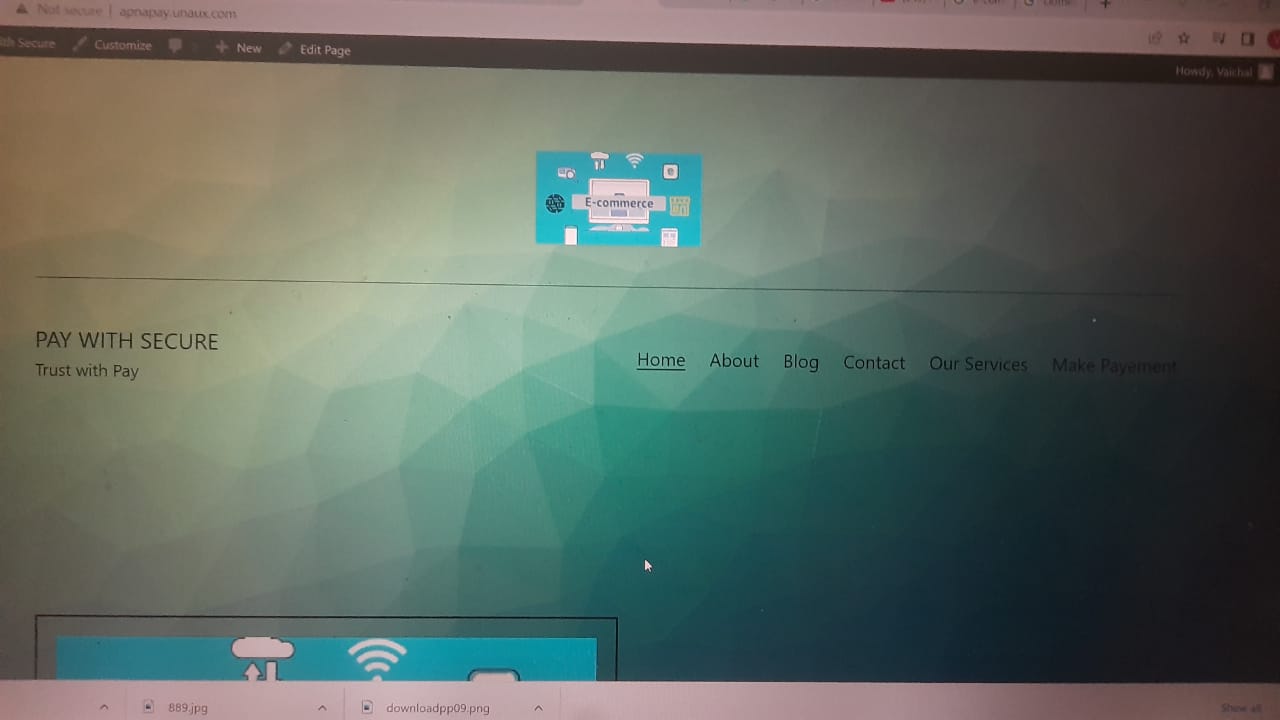 Not secure | apnapay.unaux.com
th Secure Customize New Edit Page
Howdy, Vaichal
E-commerce
PAY WITH SECURE
Trust with Pay
Home About Blog Contact Our Services Make Payement
889.jpg
downloadpp09.png
Show all